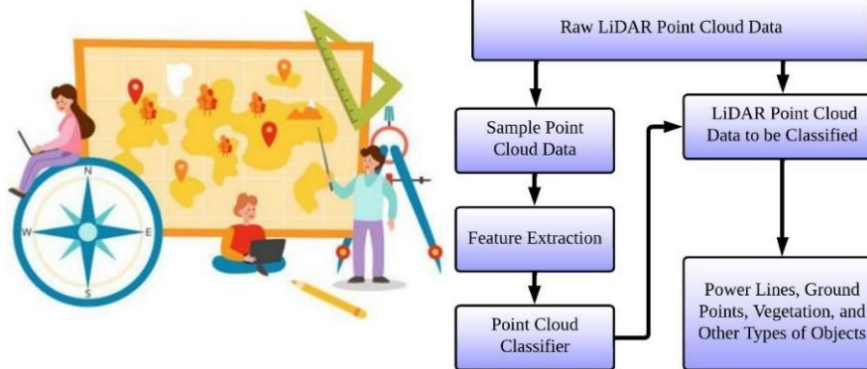 Raw LiDAR Point Cloud Data
Sample Point
Cloud Data
LiDAR Point Cloud
Data to be Classified
Feature Extraction
Point Cloud
Classifier
Power Lines, Ground
Points, Vegetation, and
Other Types of Objects
N
W
E
S